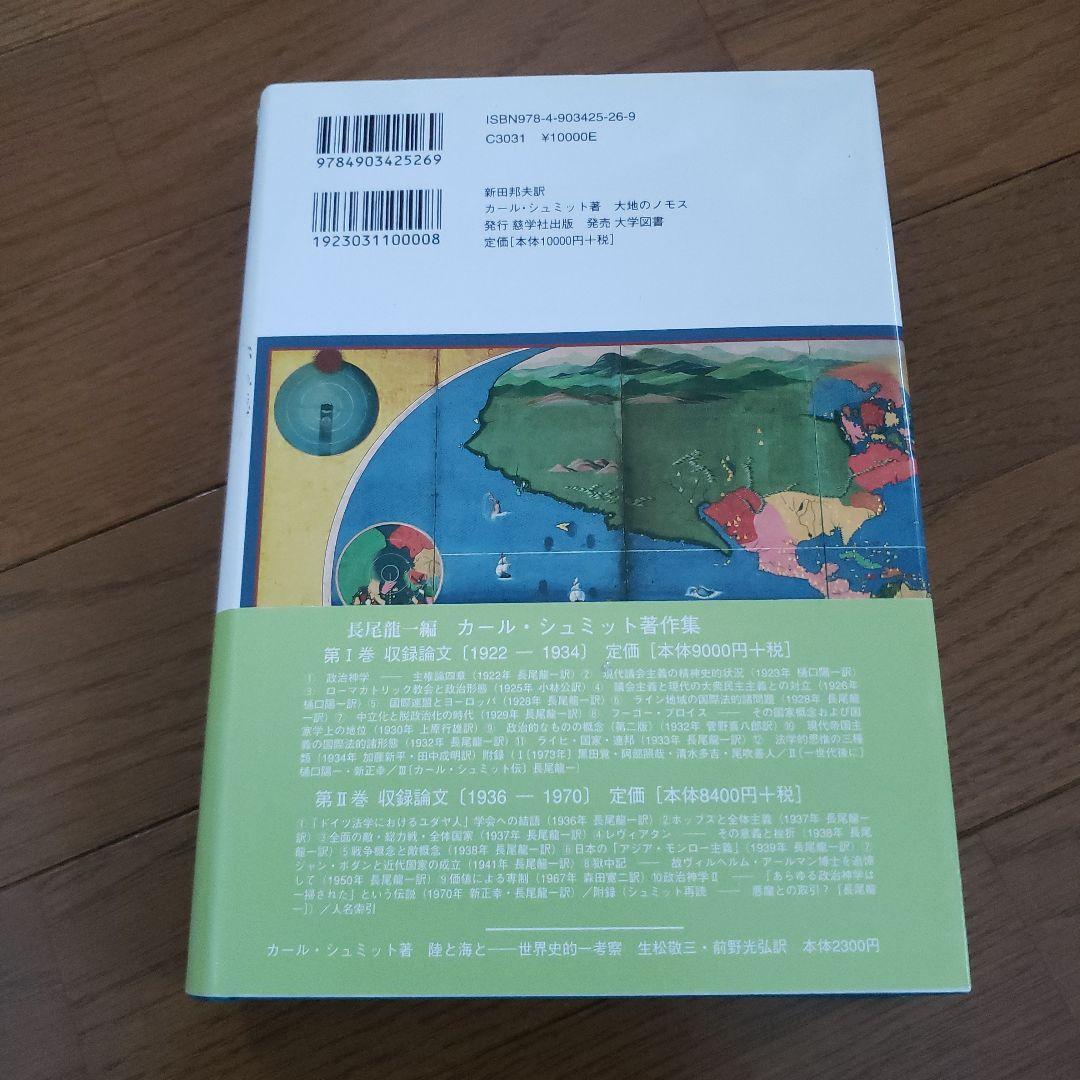 ISBN978-4-903425-26-9
C3031 ¥10000E
9784903425269
新田邦夫訳
カール・シュミット著 大地のノモス
発行 慈学社出版 発売 大学図書
定価[本体10000円+税]
1923031100008
長尾龍一編 カール・シュミット著作集
第Ⅰ巻 収録論文〔1922 ― 1934〕 定価[本体9000円+税]
① 政治神学 ―― 主権論四章(1922年 長尾龍一訳)② 現代議会主義の精神史的状況(1923年 樋口陽一訳)
③ ローマカトリック教会と政治形態(1925年 小林公訳)④ 議会主義と現代の大衆民主主義との対立(1926年
樋口陽一訳)⑤ 国際連盟とヨーロッパ(1928年 長尾龍一訳)⑥ ライン地域の国際法的諸問題(1928年 長尾龍
一訳)⑦ 中立化と脱政治化の時代(1929年 長尾龍一訳)⑧ フーゴー・プロイス ―― その国家概念および国
家学上の地位(1930年 上原行雄訳)⑨ 政治的なものの概念(第二版)(1932年 菅野喜八郎訳)⑩ 現代帝国主
義の国際法的諸形態(1932年 長尾龍一訳)⑪ ライヒ・国家・連邦(1933年 長尾龍一訳)⑫ 法学的思惟の三種
類(1934年 加藤新平・田中成明訳)附録(Ⅰ[1973年]黒田覚・阿部照哉・清水多吉・尾吹善人/Ⅱ[一世代後に]
樋口陽一・新正幸/Ⅲ[カール・シュミット伝]長尾龍一)
第Ⅱ巻 収録論文〔1936 ― 1970〕 定価[本体8400円+税]
①「ドイツ法学におけるユダヤ人」学会への結語(1936年 長尾龍一訳)②ホッブスと全体主義(1937年 長尾龍一
訳)③全面の敵・総力戦・全体国家(1937年 長尾龍一訳)④レヴィアタン ―― その意義と挫折(1938年 長尾
龍一訳)⑤戦争概念と敵概念(1938年 長尾龍一訳)⑥日本の「アジア・モンロー主義」(1939年 長尾龍一訳)⑦
ジャン・ボダンと近代国家の成立(1941年 長尾龍一訳)⑧獄中記 ―― 故ヴィルヘルム・アールマン博士を追憶
して(1950年 長尾龍一訳)⑨価値による専制(1967年 森田寛二訳)⑩政治神学Ⅱ ―― 「あらゆる政治神学は
一掃された」という伝説(1970年 新正幸・長尾龍一訳)/附録(シュミット再読 ―― 悪魔との取引?[長尾龍
一])/人名索引
カール・シュミット著 陸と海と――世界史的一考察 生松敬三・前野光弘訳 本体2300円